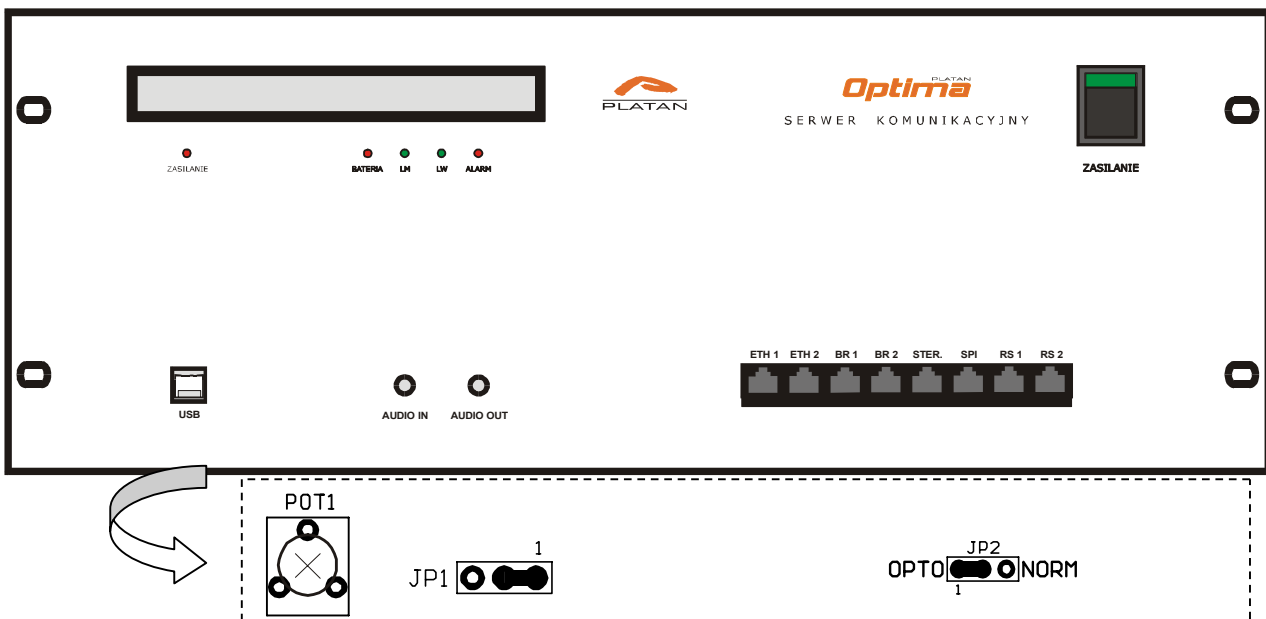 PLATAN
PLATAN
Optima
SERWER KOMUNIKACYJNY
ZASILANIE
BATERIA LM LW ALARM
ZASILANIE
ETH 1 ETH 2 BR 1 BR 2 STER. SPI RS 1 RS 2
USB
AUDIO IN AUDIO OUT
POT1
1
JP1
JP2
OPTO NORM
1